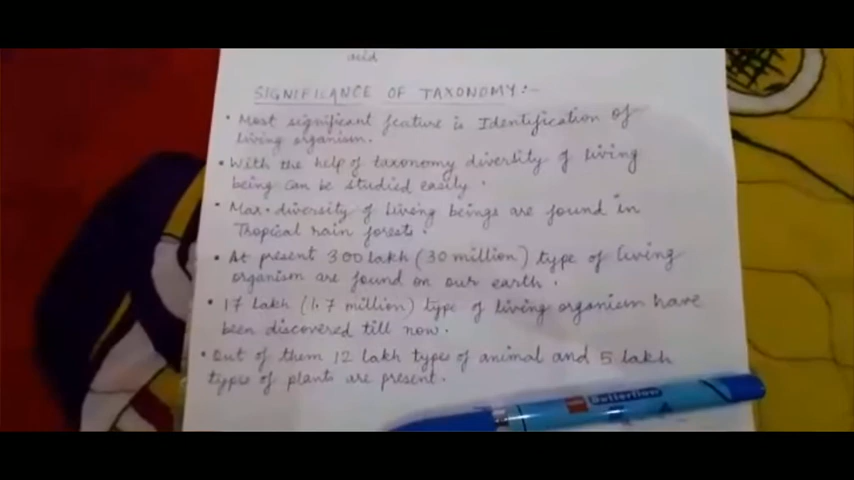 acid
SIGNIFICANCE OF TAXONOMY:-
• Most significant feature is Identification of
living organism.
• With the help of taxonomy diversity of living
being can be studied easily.
• Max. diversity of living beings are found in
Tropical rain forests.
• At present 300 lakh (30 million) type of living
organism are found on our earth.
• 17 lakh (1.7 million) type of living organism have
been discovered till now.
• Out of them 12 lakh types of animal and 5 lakh
types of plants are present.
Butterflow